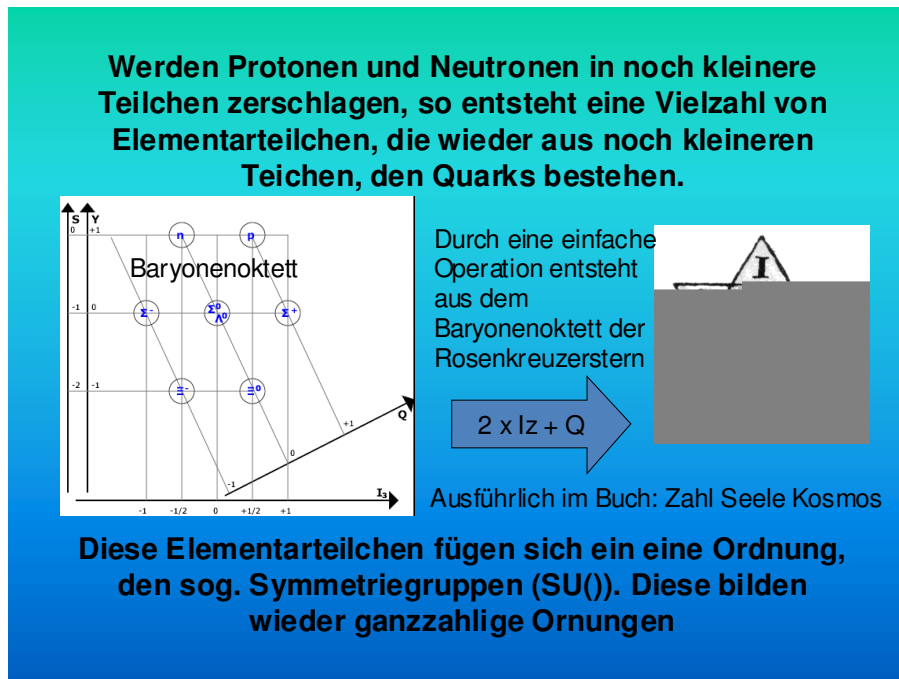 Werden Protonen und Neutronen in noch kleinere
Teilchen zerschlagen, so entsteht eine Vielzahl von
Elementarteilchen, die wieder aus noch kleineren
Teichen, den Quarks bestehen.
S Y
0 +1
n p
Baryonenoktett
-1 0
Σ- Σ0 Σ+
Λ0
-2 -1
Ξ- Ξ0
Q
+1
0
-1
I3
-1 -1/2 0 +1/2 +1
Durch eine einfache
Operation entsteht
aus dem
Baryonenoktett der
Rosenkreuzerstern
I
2 x Iz + Q
Ausführlich im Buch: Zahl Seele Kosmos
Diese Elementarteilchen fügen sich ein eine Ordnung,
den sog. Symmetriegruppen (SU()). Diese bilden
wieder ganzzahlige Ornungen